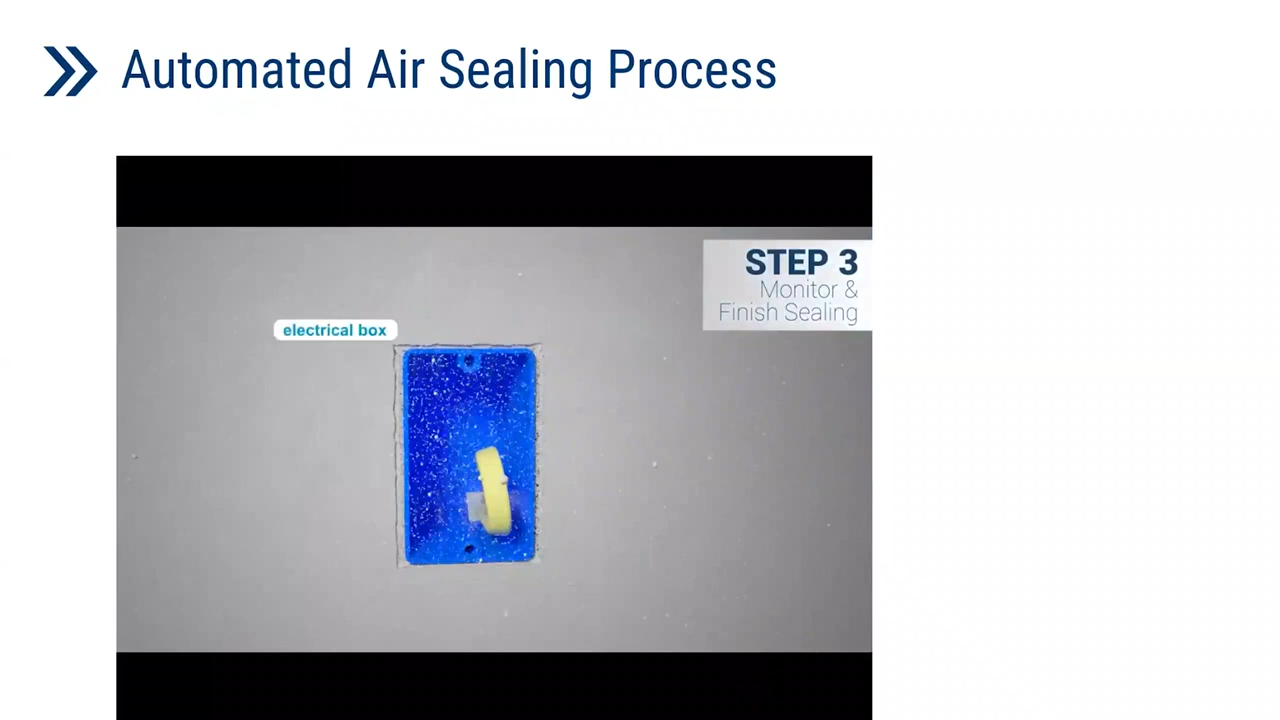 Automated Air Sealing Process
STEP 3
Monitor &
Finish Sealing
electrical box